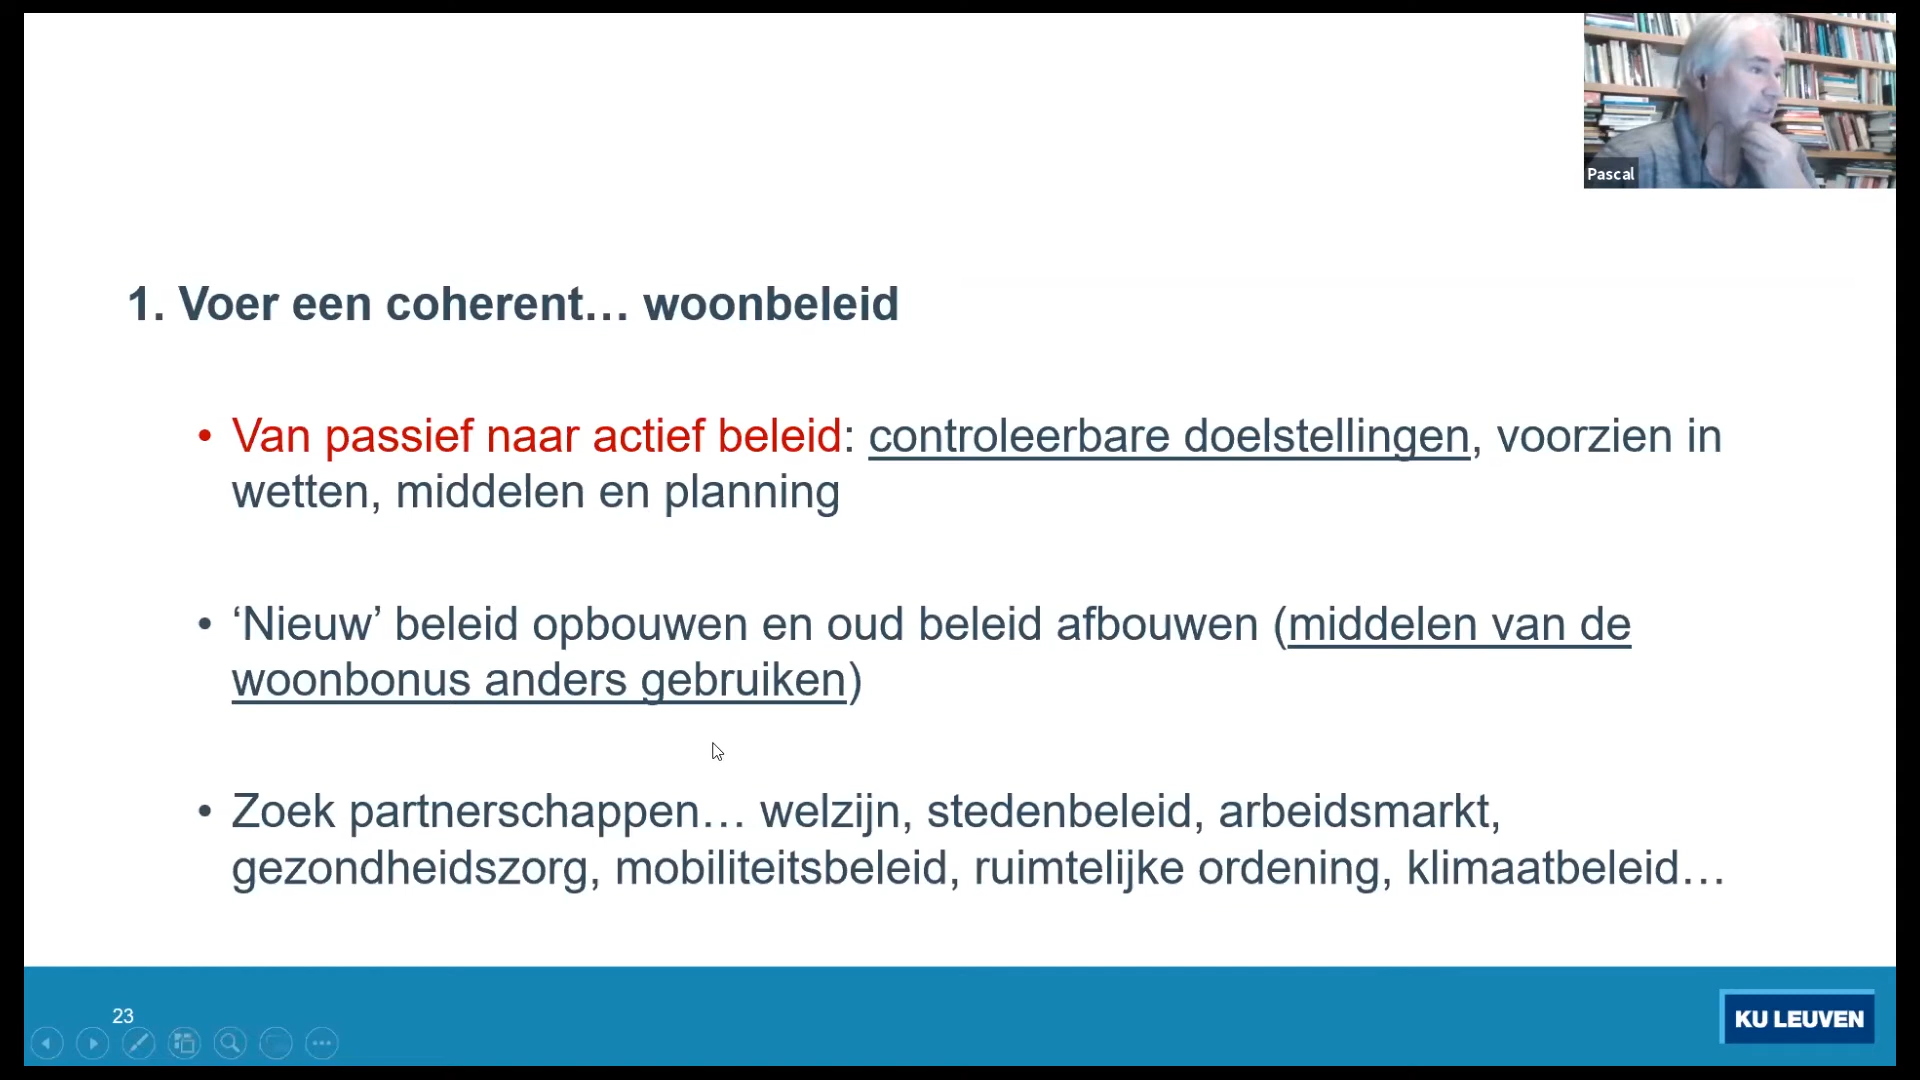 Pascal
1. Voer een coherent… woonbeleid
• Van passief naar actief beleid: controleerbare doelstellingen, voorzien in
wetten, middelen en planning
• ‘Nieuw’ beleid opbouwen en oud beleid afbouwen (middelen van de
woonbonus anders gebruiken)
• Zoek partnerschappen… welzijn, stedenbeleid, arbeidsmarkt,
gezondheidszorg, mobiliteitsbeleid, ruimtelijke ordening, klimaatbeleid…
23
KU LEUVEN